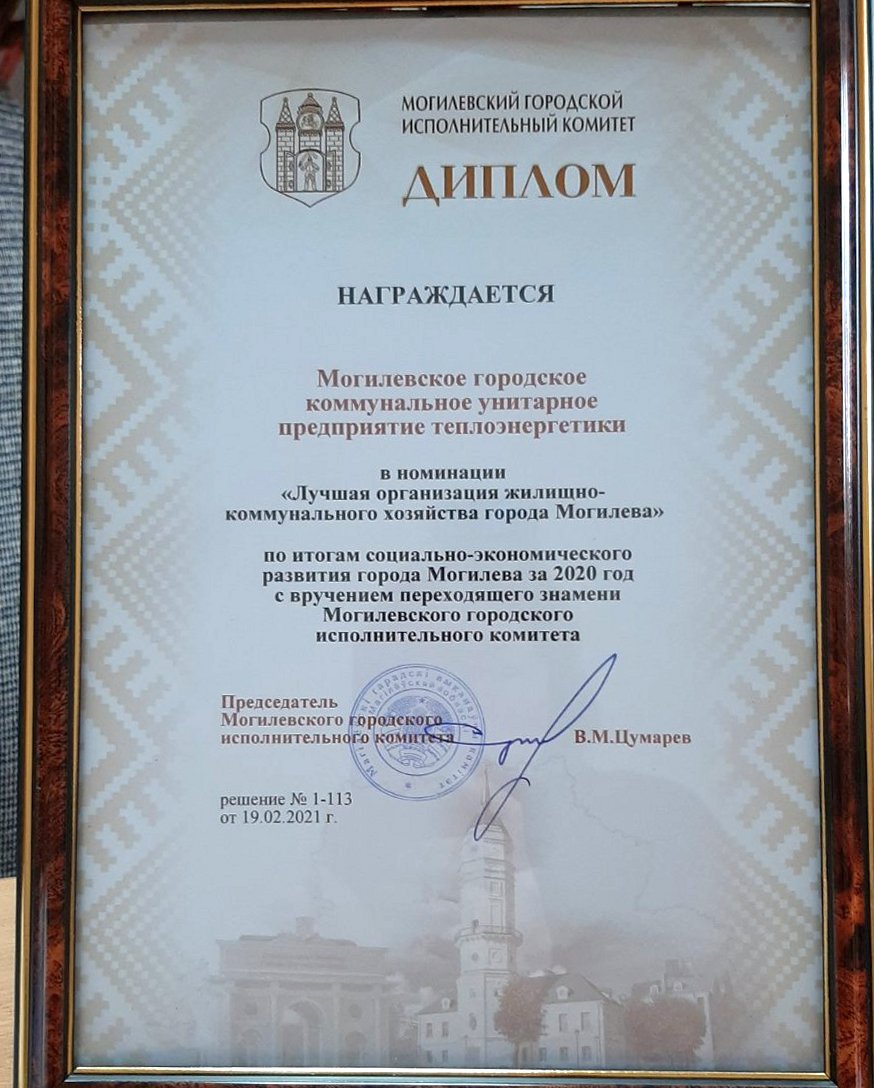 МОГИЛЕВСКИЙ ГОРОДСКОЙ
ИСПОЛНИТЕЛЬНЫЙ КОМИТЕТ
ДИПЛОМ
НАГРАЖДАЕТСЯ
Могилевское городское
коммунальное унитарное
предприятие теплоэнергетики
в номинации
«Лучшая организация жилищно-
коммунального хозяйства города Могилева»
по итогам социально-экономического
развития города Могилева за 2020 год
с вручением переходящего знамени
Могилевского городского
исполнительного комитета
Председатель
Могилевского городского
исполнительного комитета
В.М.Цумарев
решение № 1-113
от 19.02.2021 г.